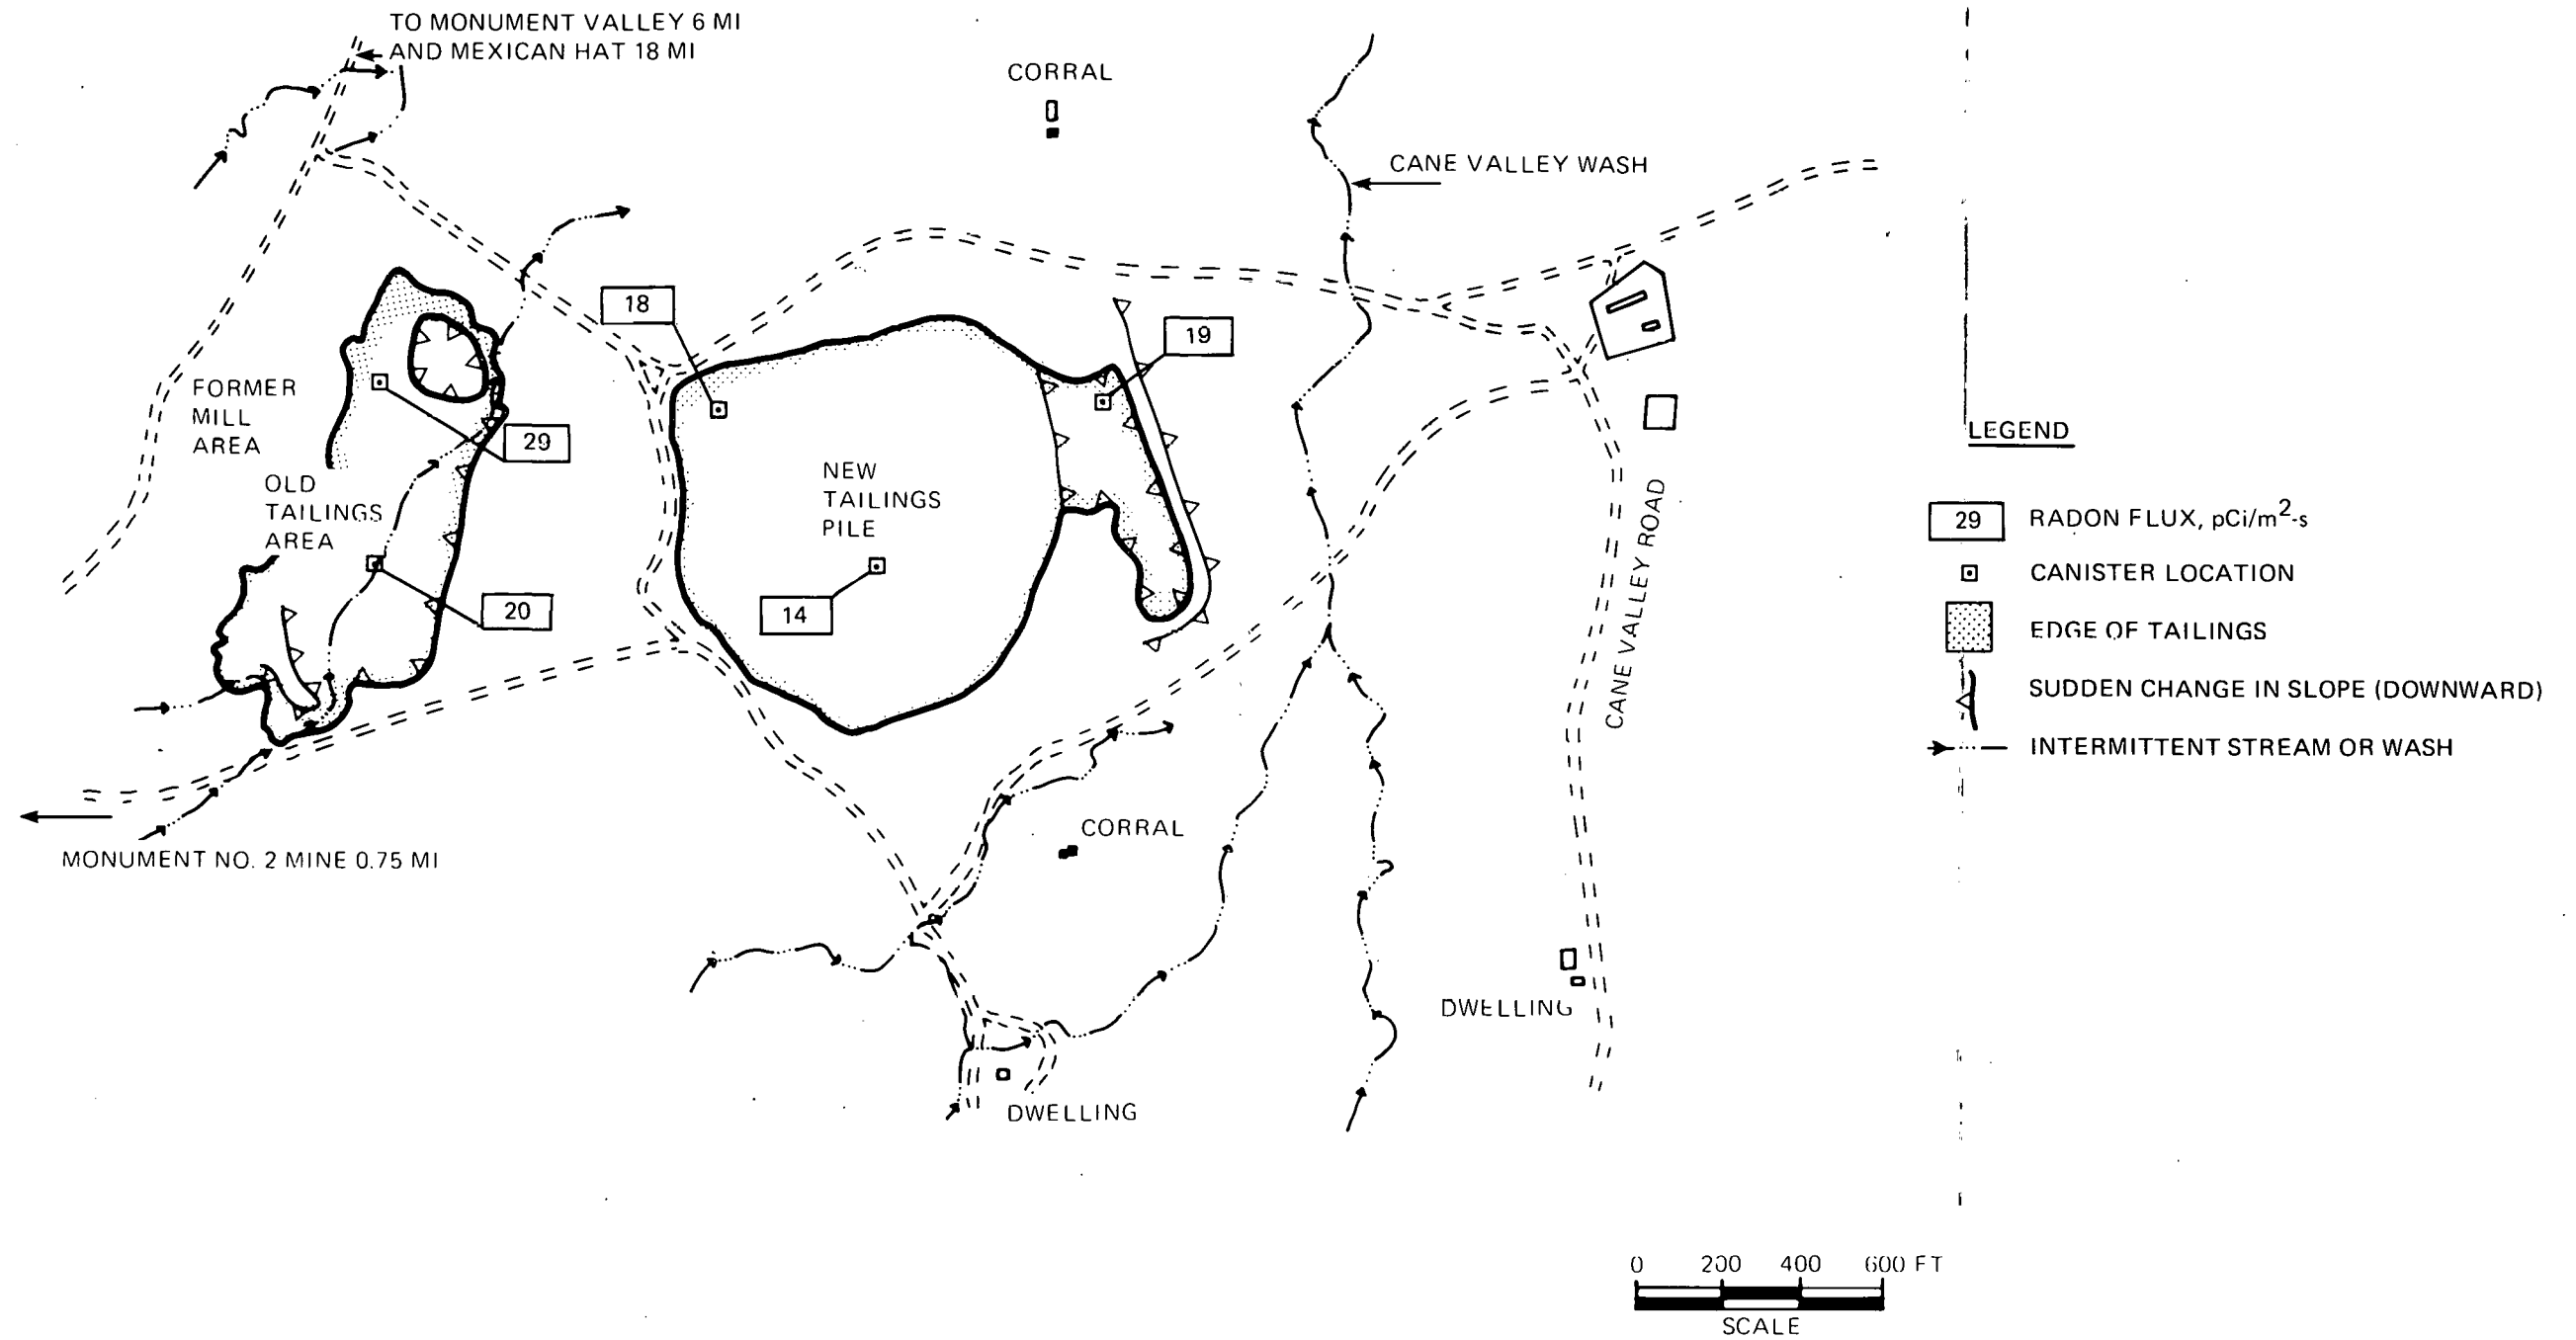 TO MONUMENT VALLEY 6 MI
AND MEXICAN HAT 18 MI
CORRAL
CANE VALLEY WASH
18
19
FORMER
MILL
AREA
29
OLD
TAILINGS
AREA
NEW
TAILINGS
PILE
20
14
CANE VALLEY ROAD
LEGEND
29 RADON FLUX, pCi/m²-s
CANISTER LOCATION
EDGE OF TAILINGS
SUDDEN CHANGE IN SLOPE (DOWNWARD)
INTERMITTENT STREAM OR WASH
CORRAL
MONUMENT NO. 2 MINE 0.75 MI
DWELLING
DWELLING
0 200 400 600 FT
SCALE